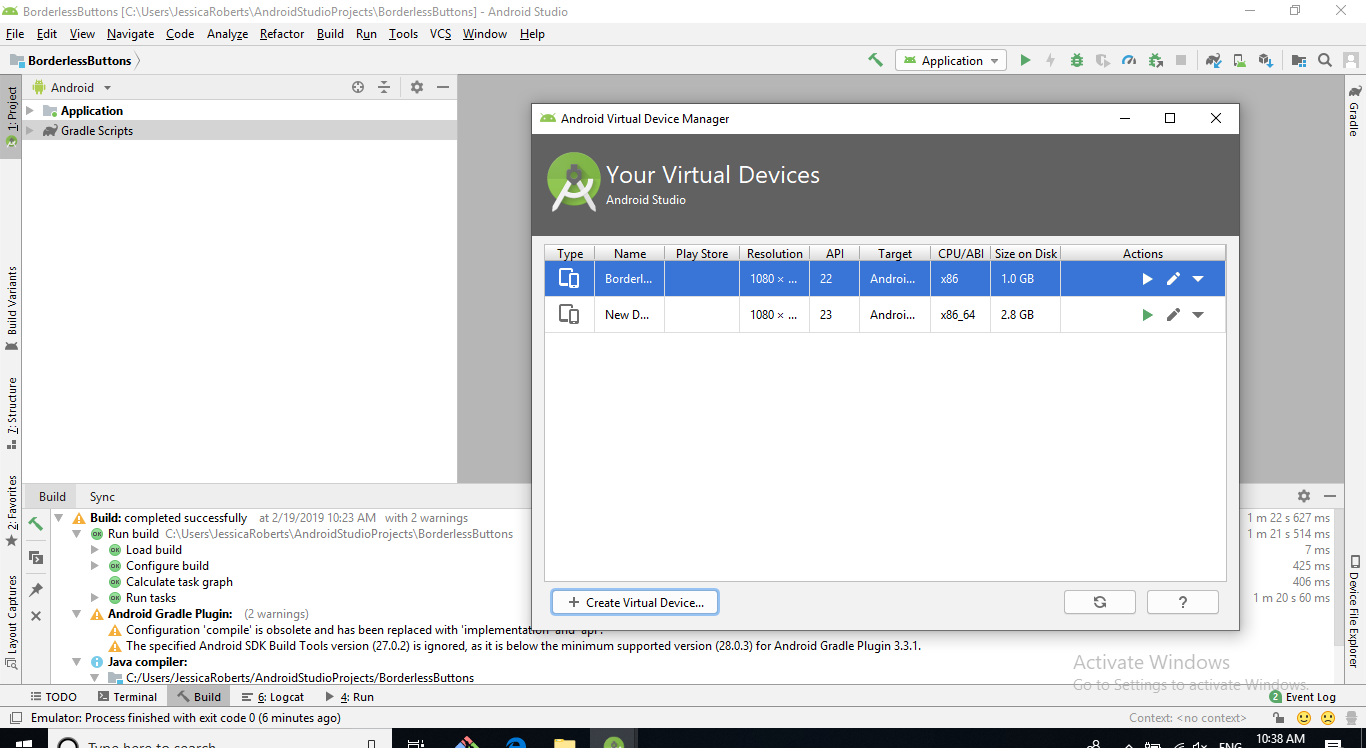 BorderlessButtons [C:\Users\JessicaRoberts\AndroidStudioProjects\BorderlessButtons] - Android Studio
File Edit View Navigate Code Analyze Refactor Build Run Tools VCS Window Help
BorderlessButtons
Application
Android
Application
Gradle Scripts
1: Project
Build Variants
7: Structure
2: Favorites
Layout Captures
Gradle
Device File Explorer
Android Virtual Device Manager
Your Virtual Devices
Android Studio
Type Name Play Store Resolution API Target CPU/ABI Size on Disk Actions
Borderl... 1080 × ... 22 Androi... x86 1.0 GB
New D... 1080 × ... 23 Androi... x86_64 2.8 GB
+ Create Virtual Device...
?
Build Sync
Build: completed successfully at 2/19/2019 10:23 AM with 2 warnings 1 m 22 s 627 ms
Run build C:\Users\JessicaRoberts\AndroidStudioProjects\BorderlessButtons 1 m 21 s 514 ms
Load build 7 ms
Configure build 425 ms
Calculate task graph 406 ms
Run tasks 1 m 20 s 60 ms
Android Gradle Plugin: (2 warnings)
Configuration 'compile' is obsolete and has been replaced with 'implementation' and 'api'.
The specified Android SDK Build Tools version (27.0.2) is ignored, as it is below the minimum supported version (28.0.3) for Android Gradle Plugin 3.3.1.
Java compiler:
C:/Users/JessicaRoberts/AndroidStudioProjects/BorderlessButtons
Activate Windows
Go to Settings to activate Windows.
TODO Terminal Build 6: Logcat 4: Run 2 Event Log
Emulator: Process finished with exit code 0 (6 minutes ago) Context: <no context>
Type here to search ENG 10:38 AM